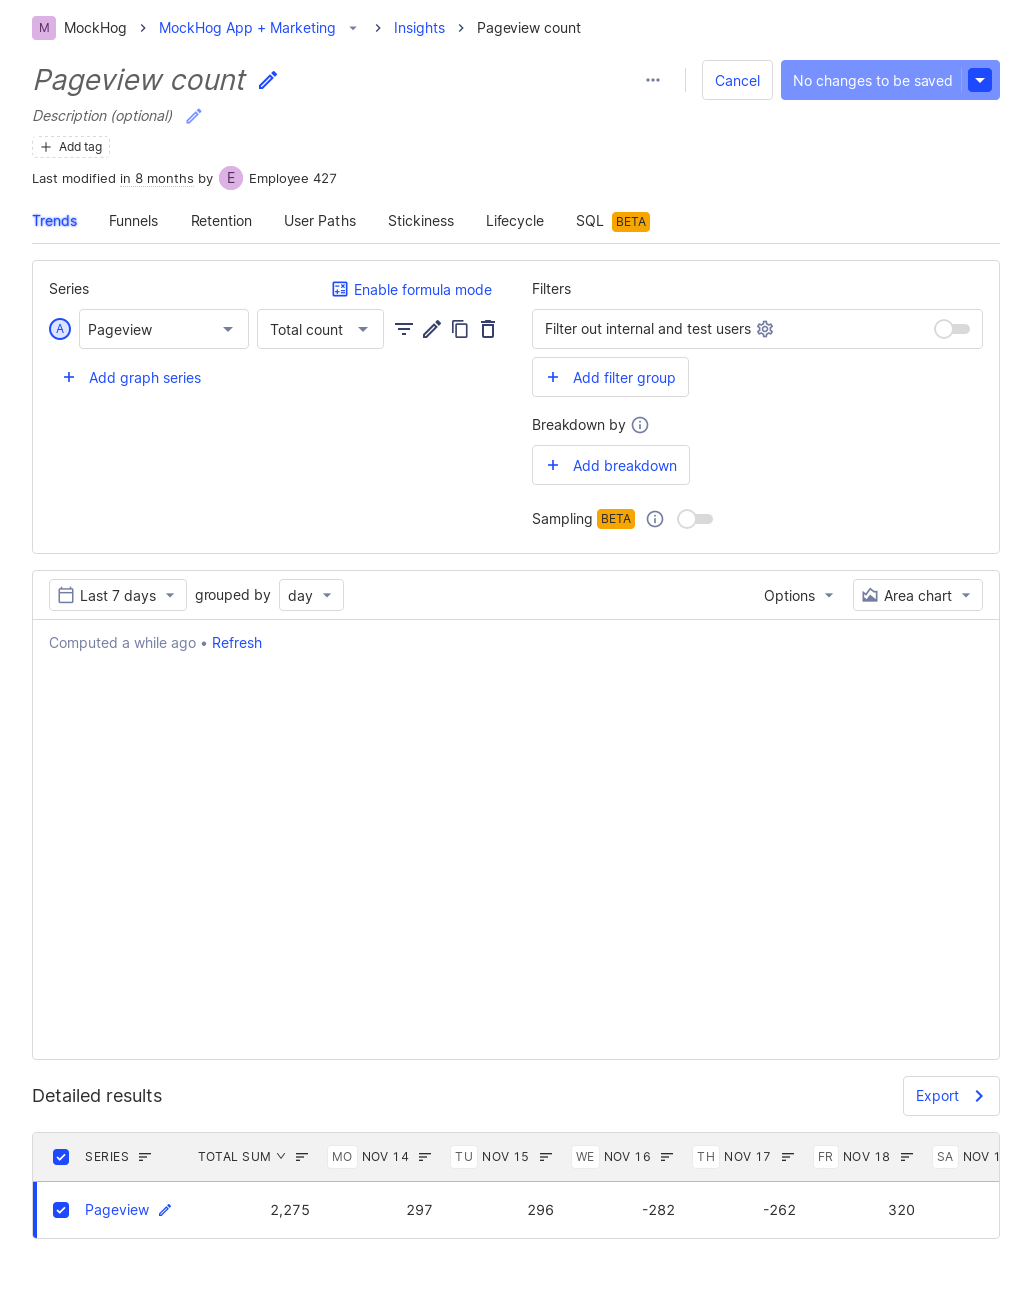 M MockHog > MockHog App + Marketing > Insights > Pageview count
Pageview count
Cancel
No changes to be saved
Description (optional)
+ Add tag
Last modified in 8 months by E Employee 427
Trends Funnels Retention User Paths Stickiness Lifecycle SQL BETA
Series
Enable formula mode
A Pageview Total count
+ Add graph series
Filters
Filter out internal and test users
+ Add filter group
Breakdown by
+ Add breakdown
Sampling BETA
Last 7 days grouped by day Options Area chart
Computed a while ago • Refresh
Detailed results
Export
SERIES TOTAL SUM MO NOV 14 TU NOV 15 WE NOV 16 TH NOV 17 FR NOV 18 SA NOV 1
Pageview 2,275 297 296 -282 -262 320